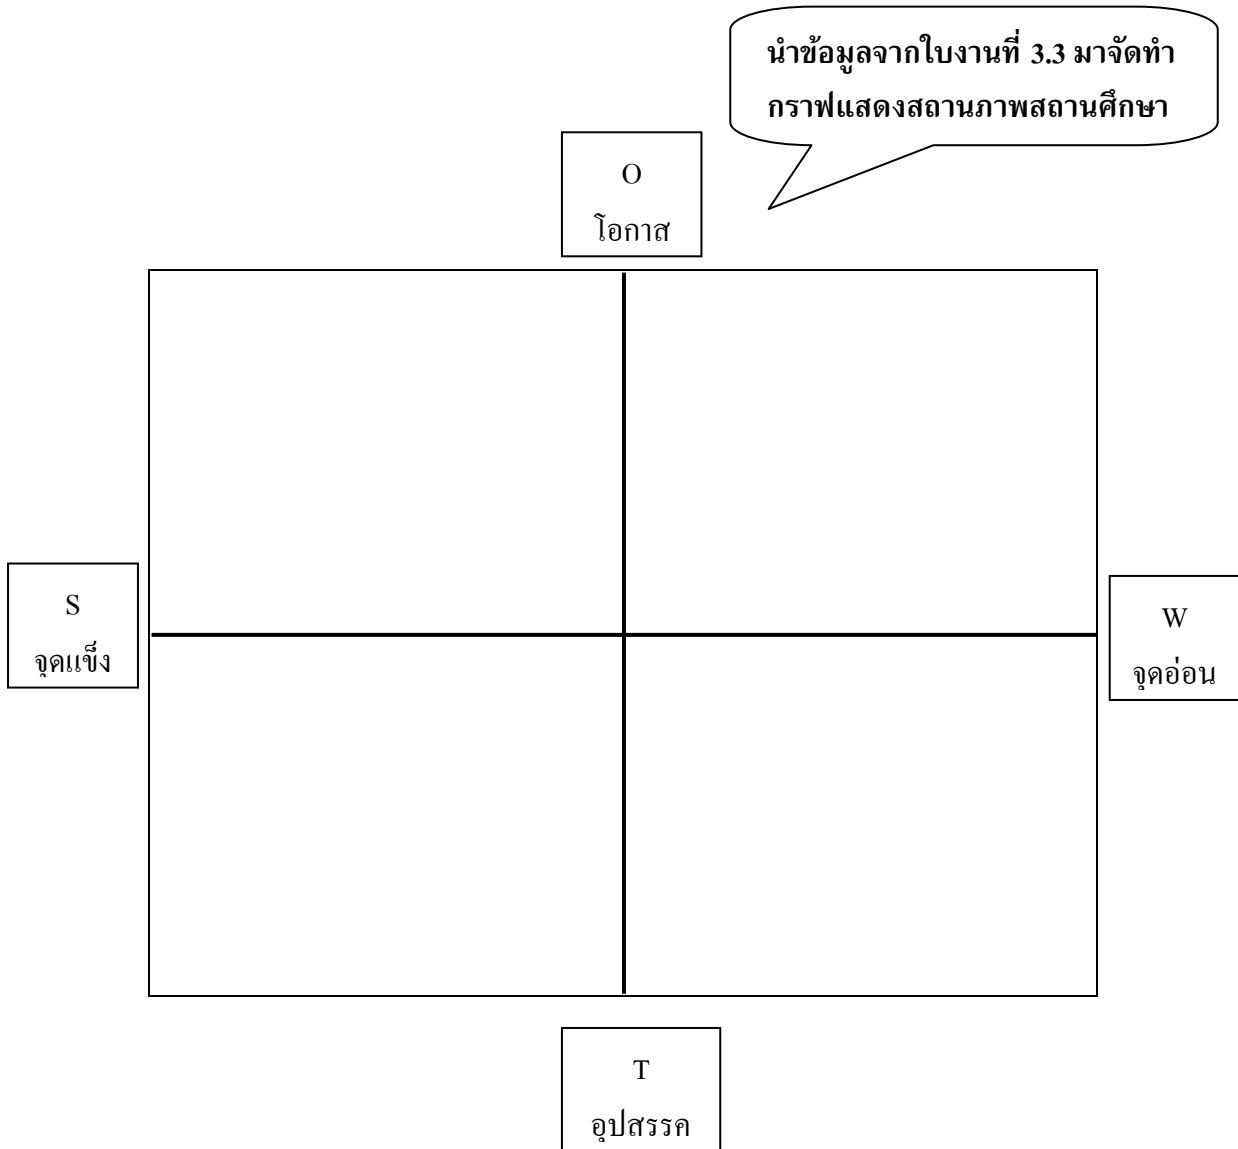 นำข้อมูลจากใบงานที่ 3.3 มาจัดทำ
กราฟแสดงสถานภาพสถานศึกษา
O
โอกาส
S
จุดแข็ง
W
จุดอ่อน
T
อุปสรรค